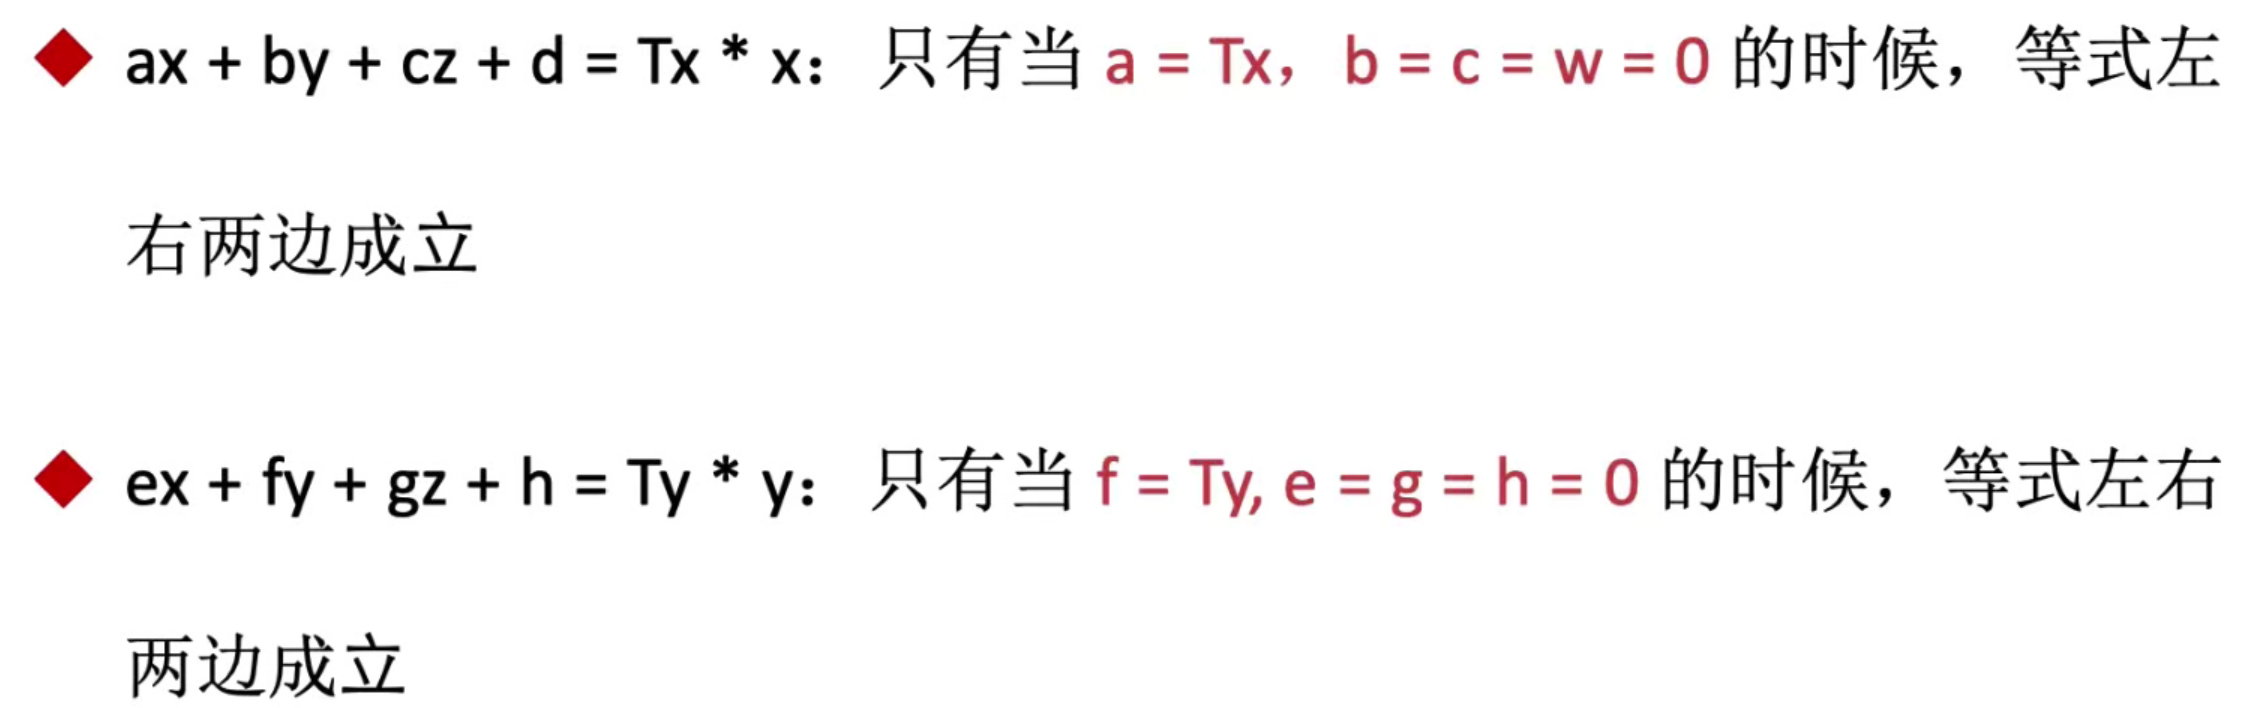 ax + by + cz + d = Tx * x： 只有当 a = Tx， b = c = w = 0 的时候，等式左
右两边成立
ex + fy + gz + h = Ty * y： 只有当 f = Ty, e = g = h = 0 的时候，等式左右
两边成立